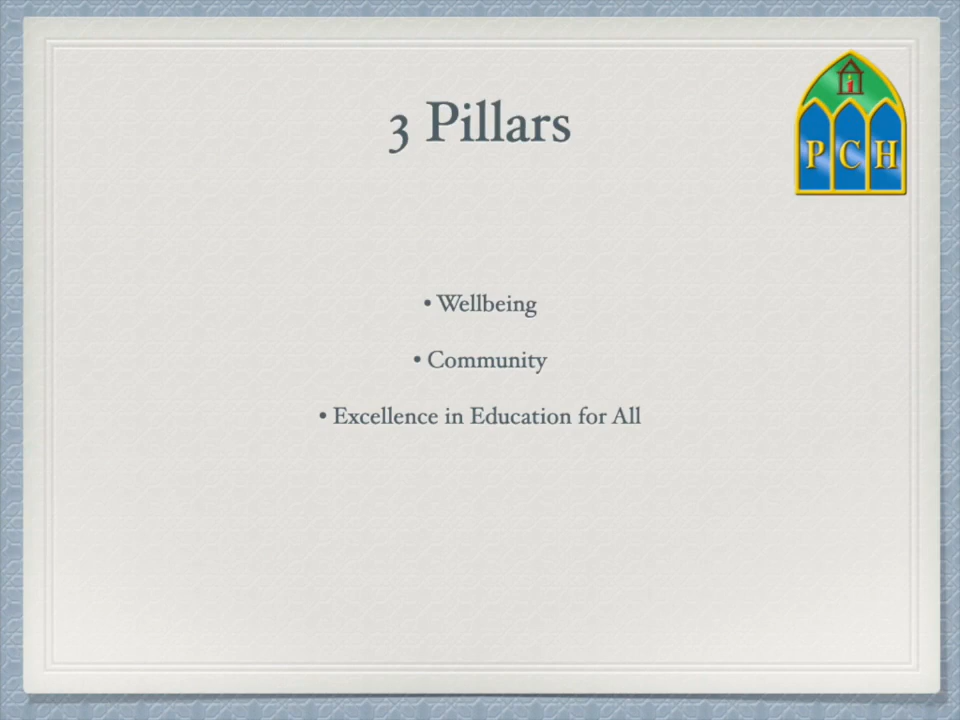 3 Pillars
P C H
• Wellbeing
• Community
• Excellence in Education for All